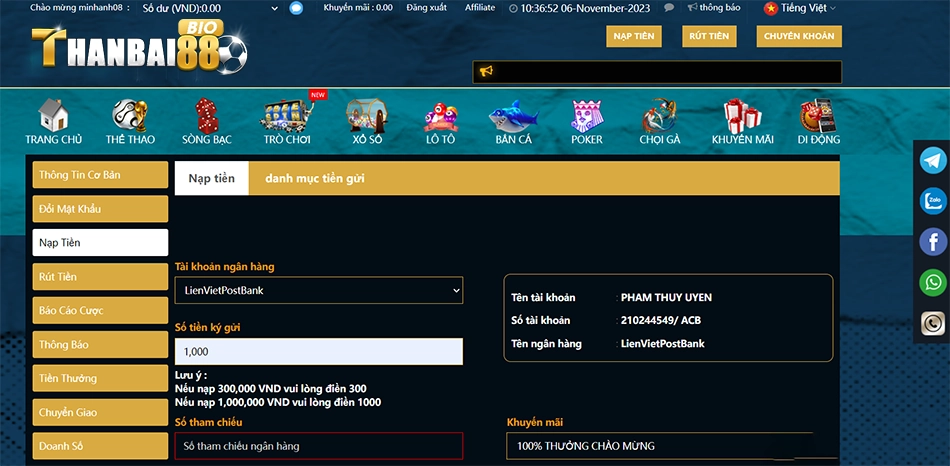 Chào mừng minhanh08 : Số dư (VND):0.00 Khuyến mãi : 0.00 Đăng xuất Affiliate 10:36:52 06-November-2023 thông báo Tiếng Việt
THANBAI88 BIO
NẠP TIỀN RÚT TIỀN CHUYỂN KHOẢN
NEW
TRANG CHỦ THỂ THAO SÒNG BẠC TRÒ CHƠI XỔ SỐ LÔ TÔ BẮN CÁ POKER CHỌI GÀ KHUYẾN MÃI DI ĐỘNG
Thông Tin Cơ Bản
Đổi Mật Khẩu
Nạp Tiền
Rút Tiền
Báo Cáo Cược
Thông Báo
Tiền Thưởng
Chuyển Giao
Doanh Số
Nạp tiền danh mục tiền gửi
Tài khoản ngân hàng
LienVietPostBank
Số tiền ký gửi
1,000
Lưu ý :
Nếu nạp 300,000 VND vui lòng điền 300
Nếu nạp 1,000,000 VND vui lòng điền 1000
Số tham chiếu
Số tham chiếu ngân hàng
Tên tài khoản : PHAM THUY UYEN
Số tài khoản : 210244549/ ACB
Tên ngân hàng : LienVietPostBank
Khuyến mãi
100% THƯỞNG CHÀO MỪNG
Zalo